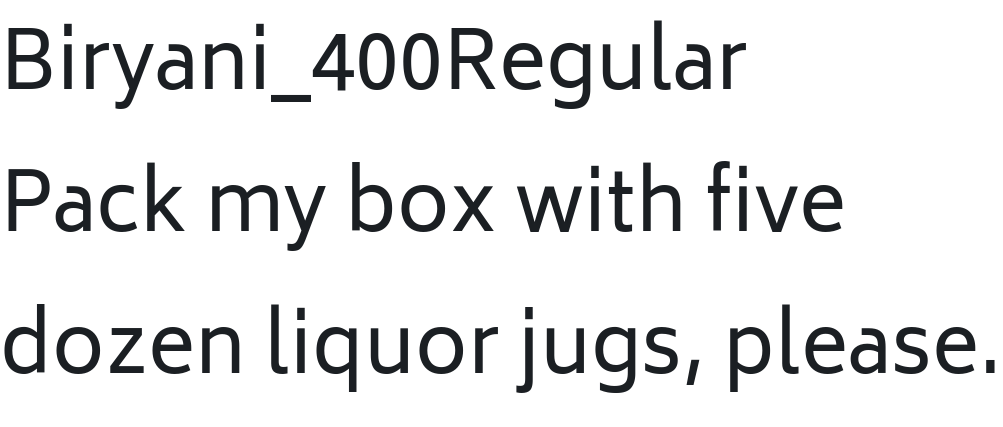 Biryani_400Regular
Pack my box with five
dozen liquor jugs, please.